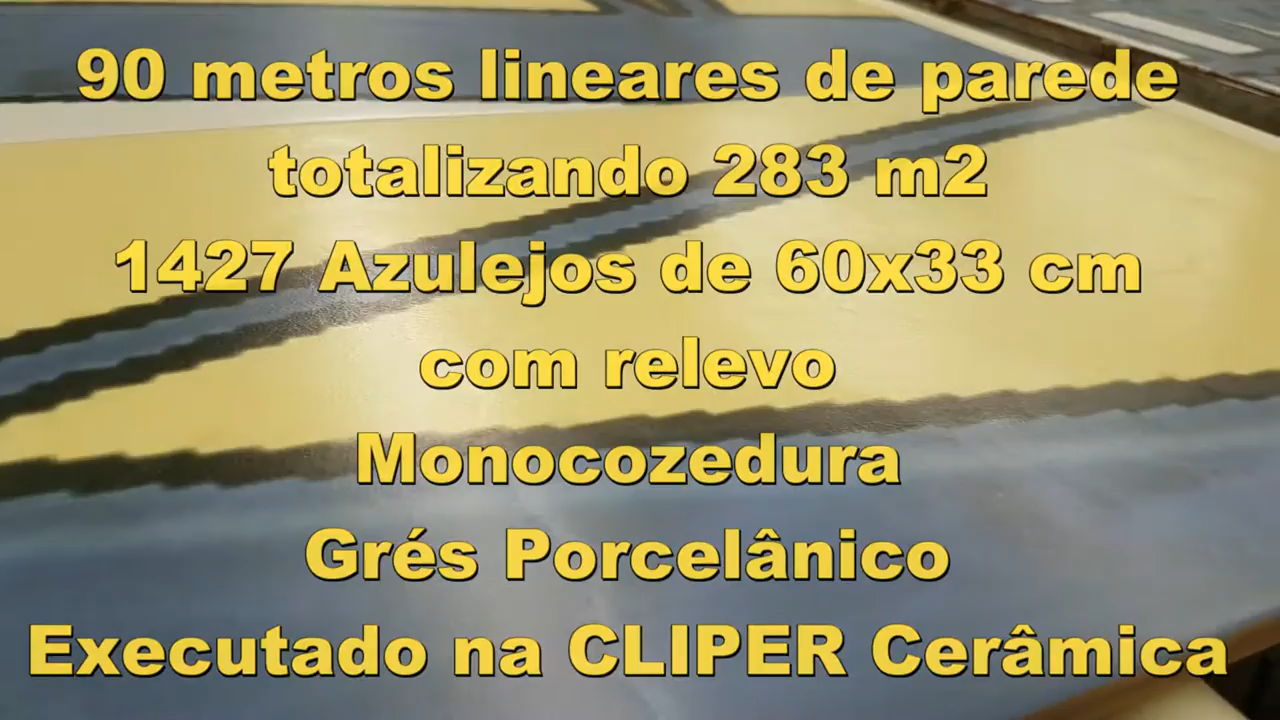 90 metros lineares de parede
totalizando 283 m2
1427 Azulejos de 60x33 cm
com relevo
Monocozedura
Grés Porcelânico
Executado na CLIPER Cerâmica